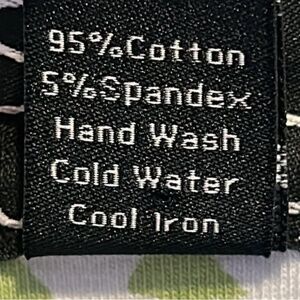 95%Cotton
5%Spandex
Hand Wash
Cold Water
Cool Iron